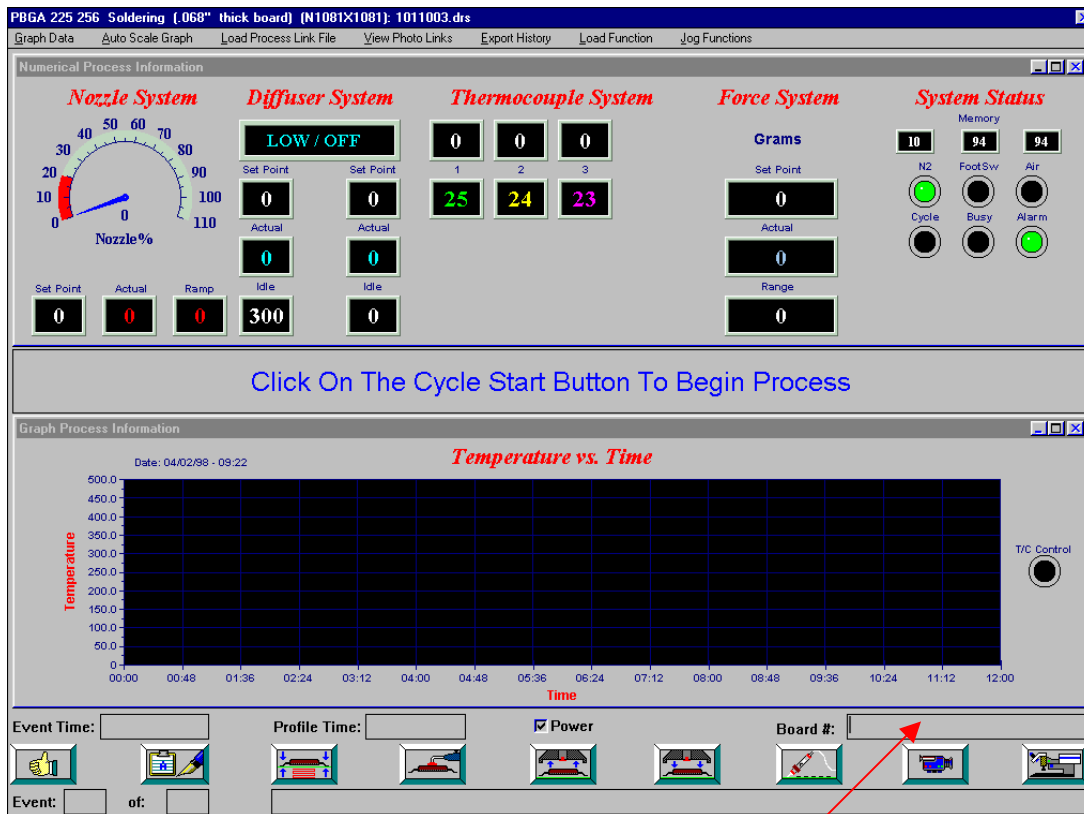 PBGA 225 256 Soldering (.068" thick board) (N1081X1081): 1011003.drs
Graph Data Auto Scale Graph Load Process Link File View Photo Links Export History Load Function Jog Functions
Numerical Process Information
Nozzle System Diffuser System Thermocouple System Force System System Status
0 10 20 30 40 50 60 70 80 90 100 110
0
Nozzle%
Set Point Actual Ramp
0 0 0
LOW / OFF
Set Point Set Point
0 0
Actual Actual
0 0
Idle Idle
300 0
0 0 0
1 2 3
25 24 23
Grams
Set Point
0
Actual
0
Range
0
Memory
10 94 94
N2 FootSw Air
Cycle Busy Alarm
Click On The Cycle Start Button To Begin Process
Graph Process Information
Date: 04/02/98 - 09:22
Temperature vs. Time
Temperature
500.0
450.0
400.0
350.0
300.0
250.0
200.0
150.0
100.0
50.0
0
00:00 00:48 01:36 02:24 03:12 04:00 04:48 05:36 06:24 07:12 08:00 08:48 09:36 10:24 11:12 12:00
Time
T/C Control
Event Time: Profile Time: Power Board #:
A
Event: of: